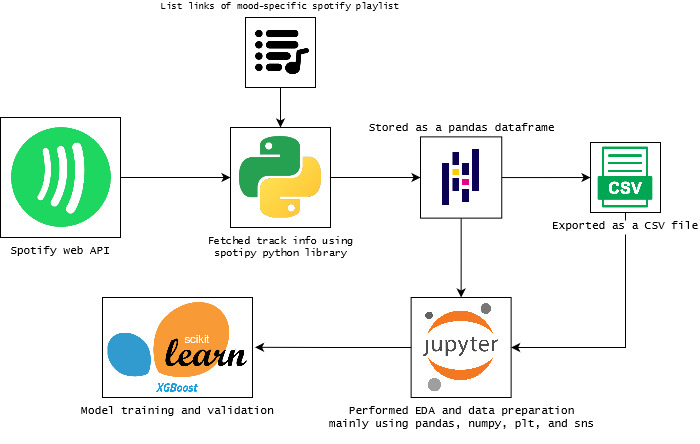 List links of mood-specific spotify playlist
Stored as a pandas dataframe
CSV
Spotify web API
Fetched track info using
spotipy python library
Exported as a CSV file
scikit
learn
XGBoost
jupyter
Model training and validation
Performed EDA and data preparation
mainly using pandas, numpy, plt, and sns